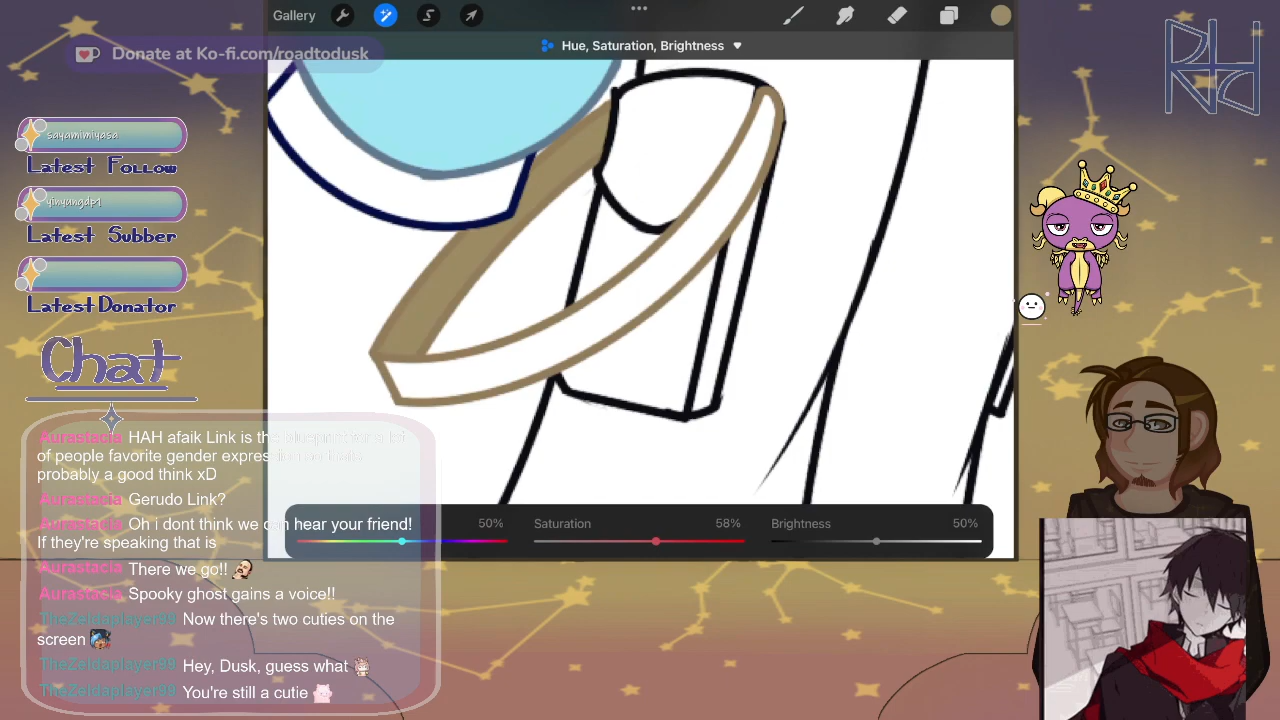 Gallery
Hue, Saturation, Brightness
Donate at Ko-fi.com/roadtodusk
sayamimiyasa
Latest Follow
yinyangdp1
Latest Subber
Latest Donator
Chat
Aurastacia HAH afaik Link is the
of people favorite gender
probably a good think xD
Aurastacia Gerudo Link?
Aurastacia Oh i dont think we can hear your friend!
If they're speaking that is
Aurastacia There we go!!
Aurastacia Spooky ghost gains a voice!!
TheZeldaplayer99 Now there's two cuties on the
screen
TheZeldaplayer99 Hey, Dusk, guess what
TheZeldaplayer99 You're still a cutie
50%
Saturation 58%
Brightness 50%